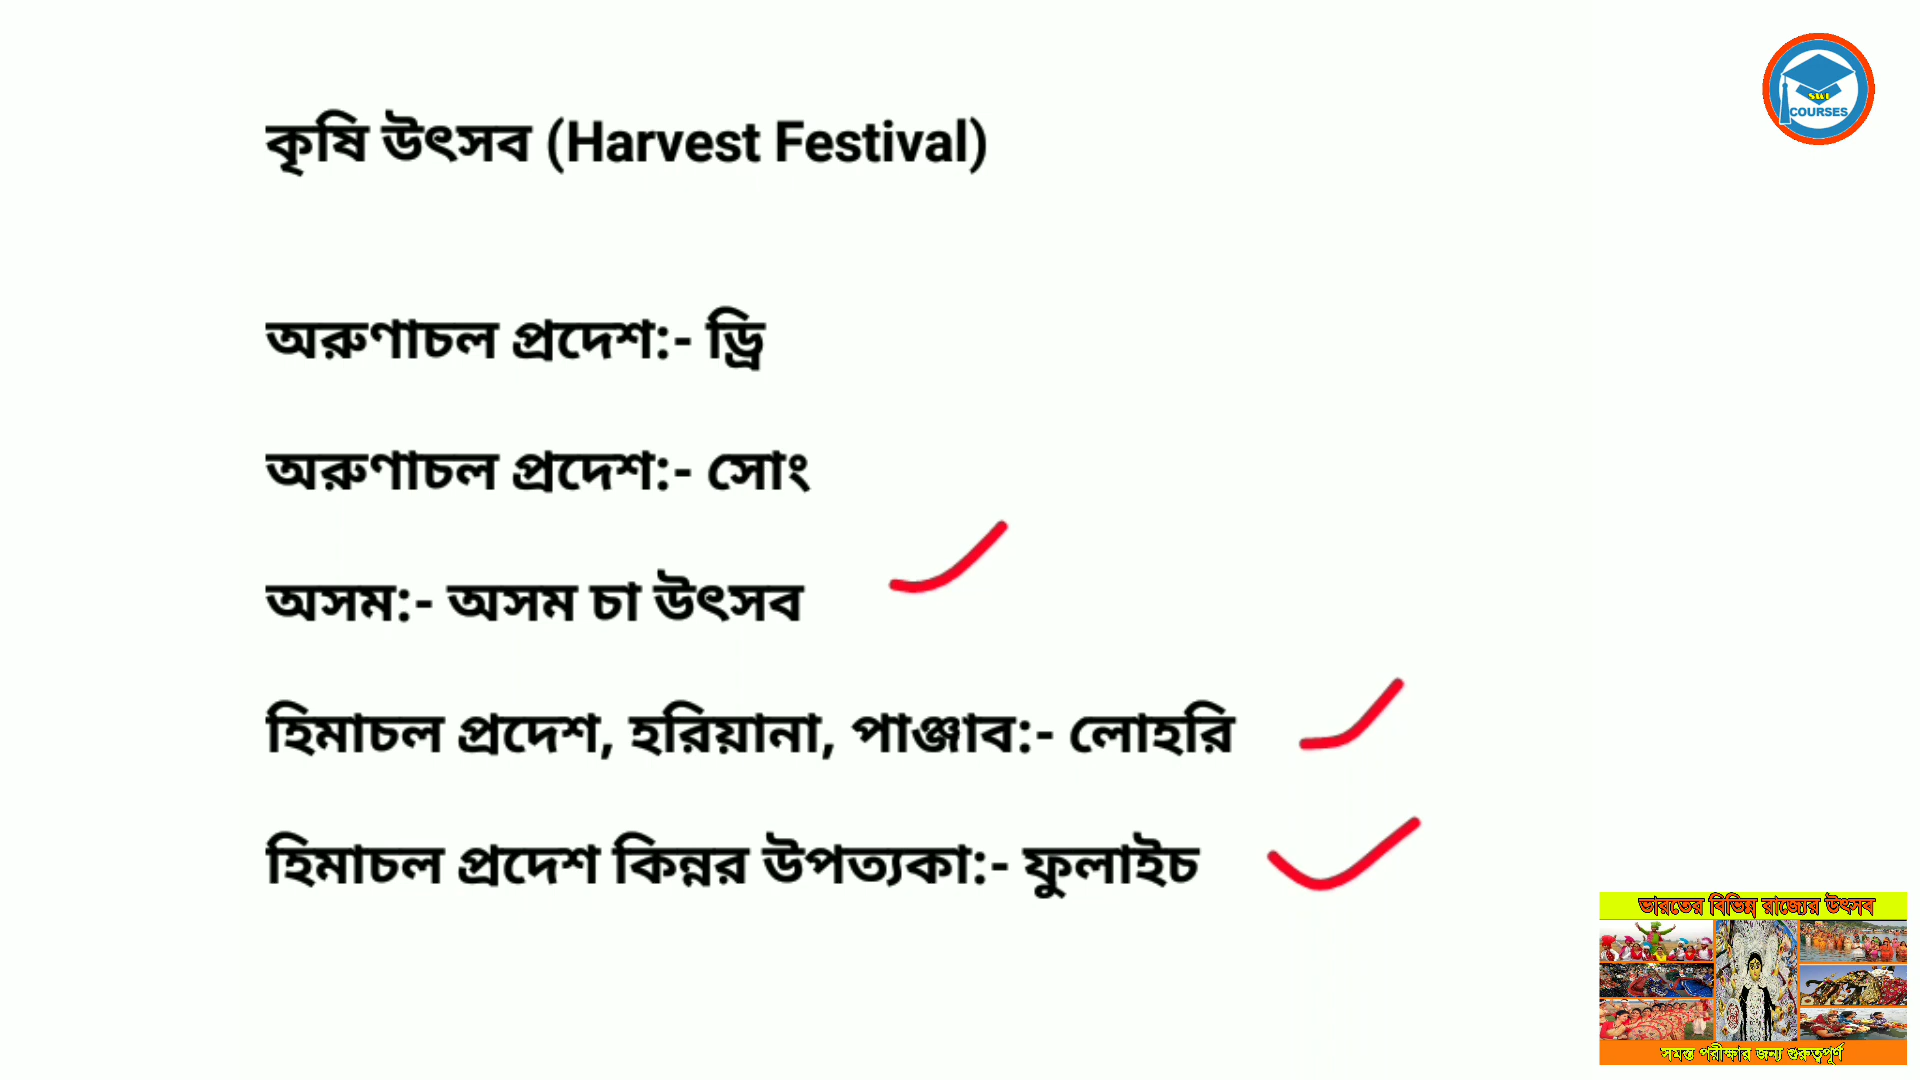 কৃষি উৎসব (Harvest Festival)
অরুণাচল প্রদেশ:- ড্রি
অরুণাচল প্রদেশ:- সোং
অসম:- অসম চা উৎসব
হিমাচল প্রদেশ, হরিয়ানা, পাঞ্জাব:- লোহরি
হিমাচল প্রদেশ কিন্নর উপত্যকা:- ফুলাইচ
SWI
COURSES
ভারতের বিভিন্ন রাজ্যের উৎসব
সমস্ত পরীক্ষার জন্য গুরুত্বপূর্ণ